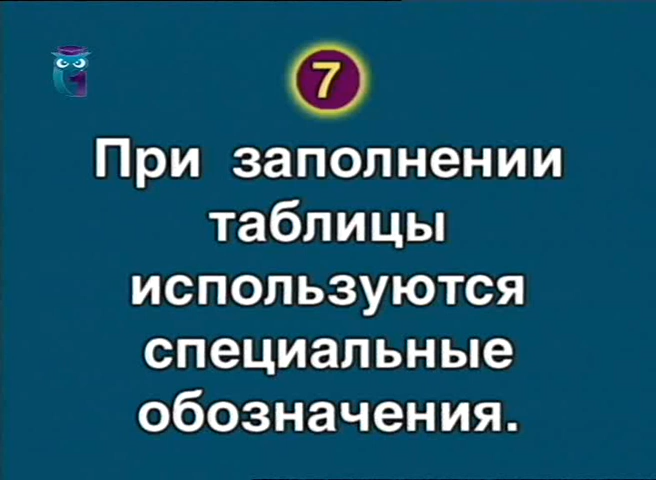 7
При заполнении
таблицы
используются
специальные
обозначения.